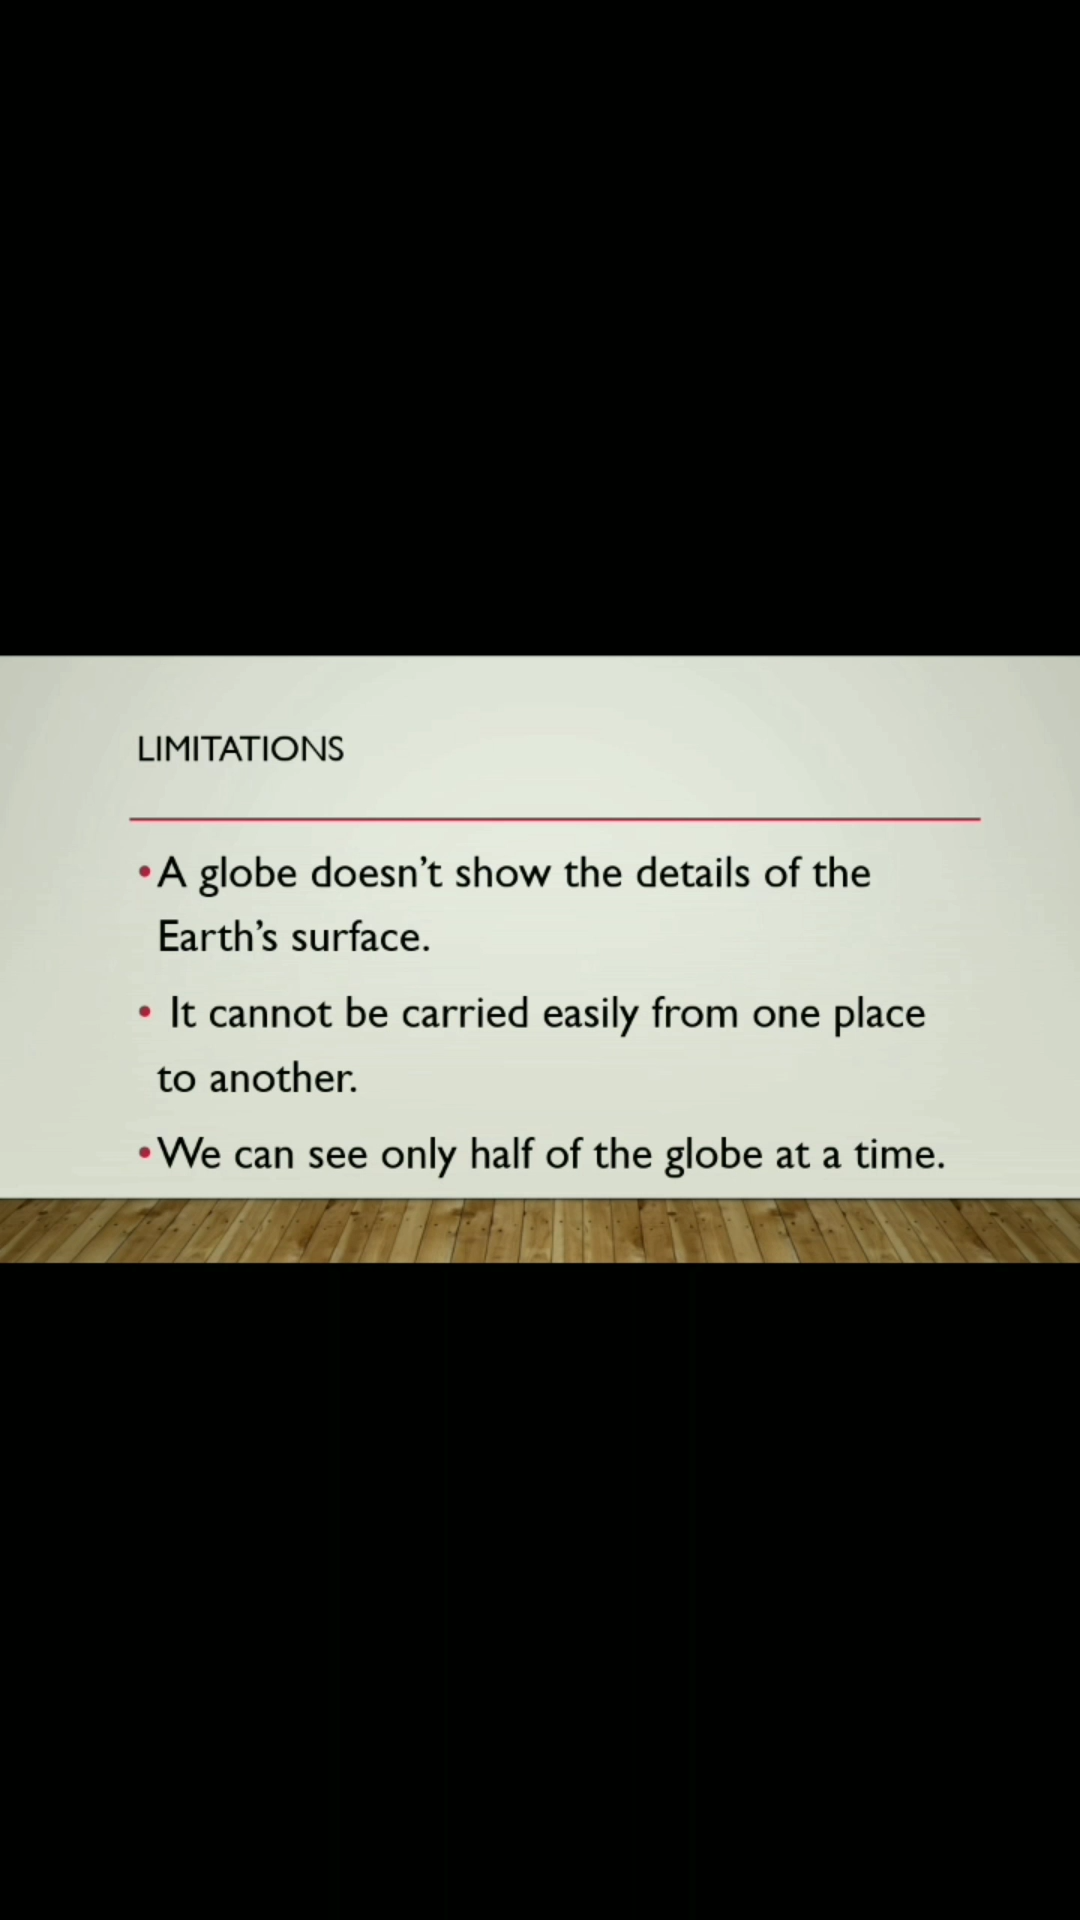 LIMITATIONS
•A globe doesn’t show the details of the
Earth’s surface.
• It cannot be carried easily from one place
to another.
•We can see only half of the globe at a time.